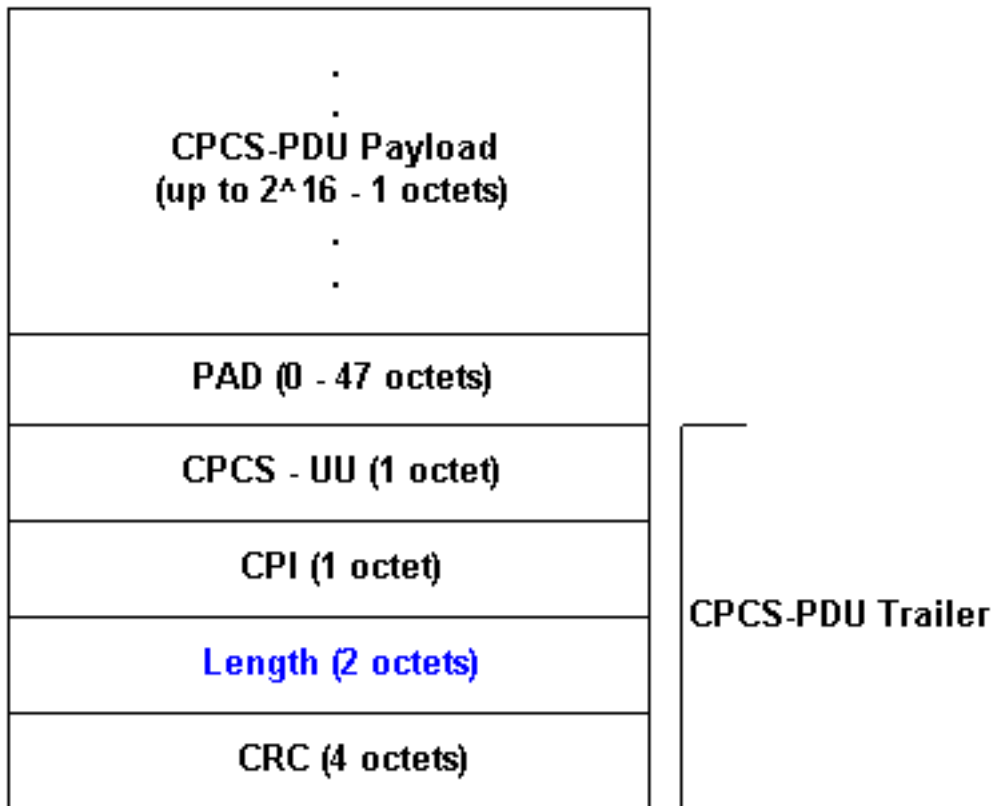 .
.
CPCS-PDU Payload
(up to 2^16 - 1 octets)
.
.
PAD (0 - 47 octets)
CPCS - UU (1 octet)
CPI (1 octet)
Length (2 octets)
CRC (4 octets)
CPCS-PDU Trailer